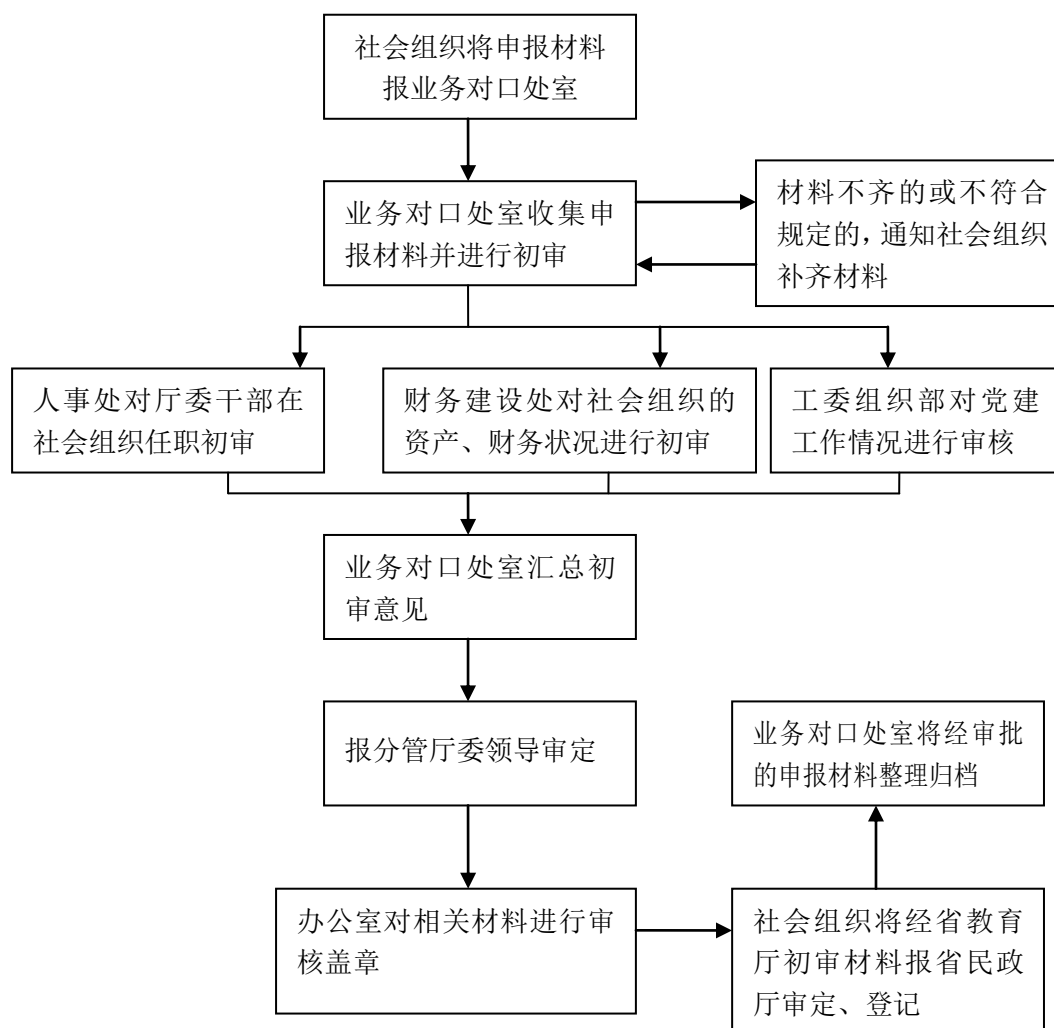 社会组织将申报材料
报业务对口处室
业务对口处室收集申
报材料并进行初审
材料不齐的或不符合
规定的，通知社会组织
补齐材料
人事处对厅委干部在
社会组织任职初审
财务建设处对社会组织的
资产、财务状况进行初审
工委组织部对党建
工作情况进行审核
业务对口处室汇总初
审意见
报分管厅委领导审定
业务对口处室将经审批
的申报材料整理归档
办公室对相关材料进行审
核盖章
社会组织将经省教育
厅初审材料报省民政
厅审定、登记